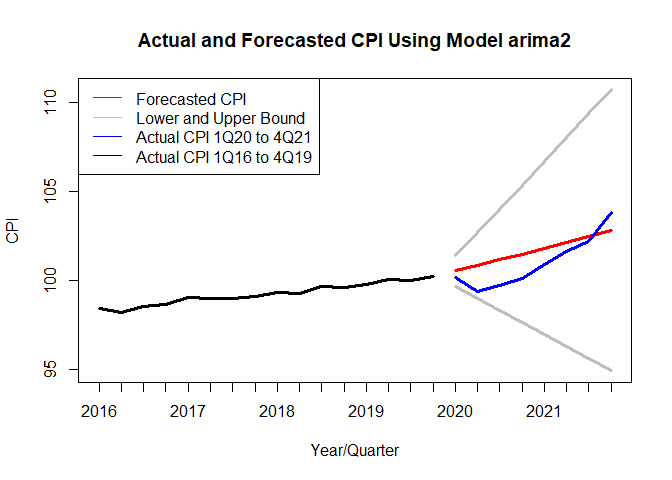 Actual and Forecasted CPI Using Model arima2
Forecasted CPI
Lower and Upper Bound
Actual CPI 1Q20 to 4Q21
Actual CPI 1Q16 to 4Q19
CPI
110
105
100
95
2016 2017 2018 2019 2020 2021
Year/Quarter